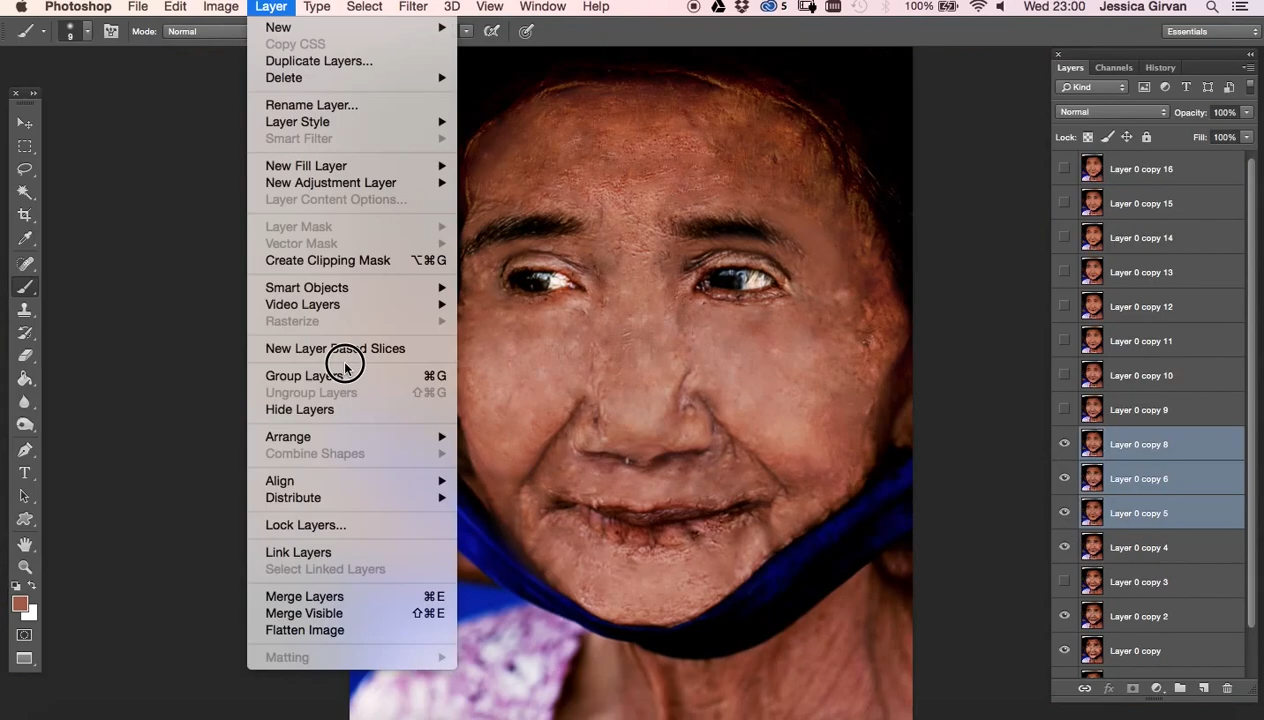 Photoshop File Edit Image Layer Type Select Filter 3D View Window Help 5 100% Wed 23:00 Jessica Girvan
9 Mode: Normal Essentials
New
Copy CSS
Duplicate Layers...
Delete
Rename Layer...
Layer Style
Smart Filter
New Fill Layer
New Adjustment Layer
Layer Content Options...
Layer Mask
Vector Mask
Create Clipping Mask ⌥⌘G
Smart Objects
Video Layers
Rasterize
New Layer Based Slices
Group Layers ⌘G
Ungroup Layers ⇧⌘G
Hide Layers
Arrange
Combine Shapes
Align
Distribute
Lock Layers...
Link Layers
Select Linked Layers
Merge Layers ⌘E
Merge Visible ⇧⌘E
Flatten Image
Matting
Layers Channels History
Kind
Normal Opacity: 100%
Lock: Fill: 100%
Layer 0 copy 16
Layer 0 copy 15
Layer 0 copy 14
Layer 0 copy 13
Layer 0 copy 12
Layer 0 copy 11
Layer 0 copy 10
Layer 0 copy 9
Layer 0 copy 8
Layer 0 copy 6
Layer 0 copy 5
Layer 0 copy 4
Layer 0 copy 3
Layer 0 copy 2
Layer 0 copy
fx